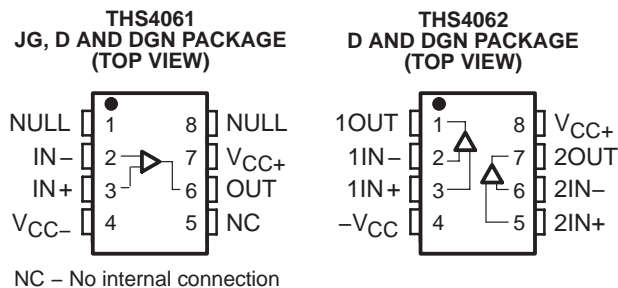 THS4061
JG, D AND DGN PACKAGE
(TOP VIEW)
NULL 1 8 NULL
IN− 2 7 VCC+
IN+ 3 6 OUT
VCC− 4 5 NC
NC − No internal connection
THS4062
D AND DGN PACKAGE
(TOP VIEW)
1OUT 1 8 VCC+
1IN− 2 7 2OUT
1IN+ 3 6 2IN−
−VCC 4 5 2IN+